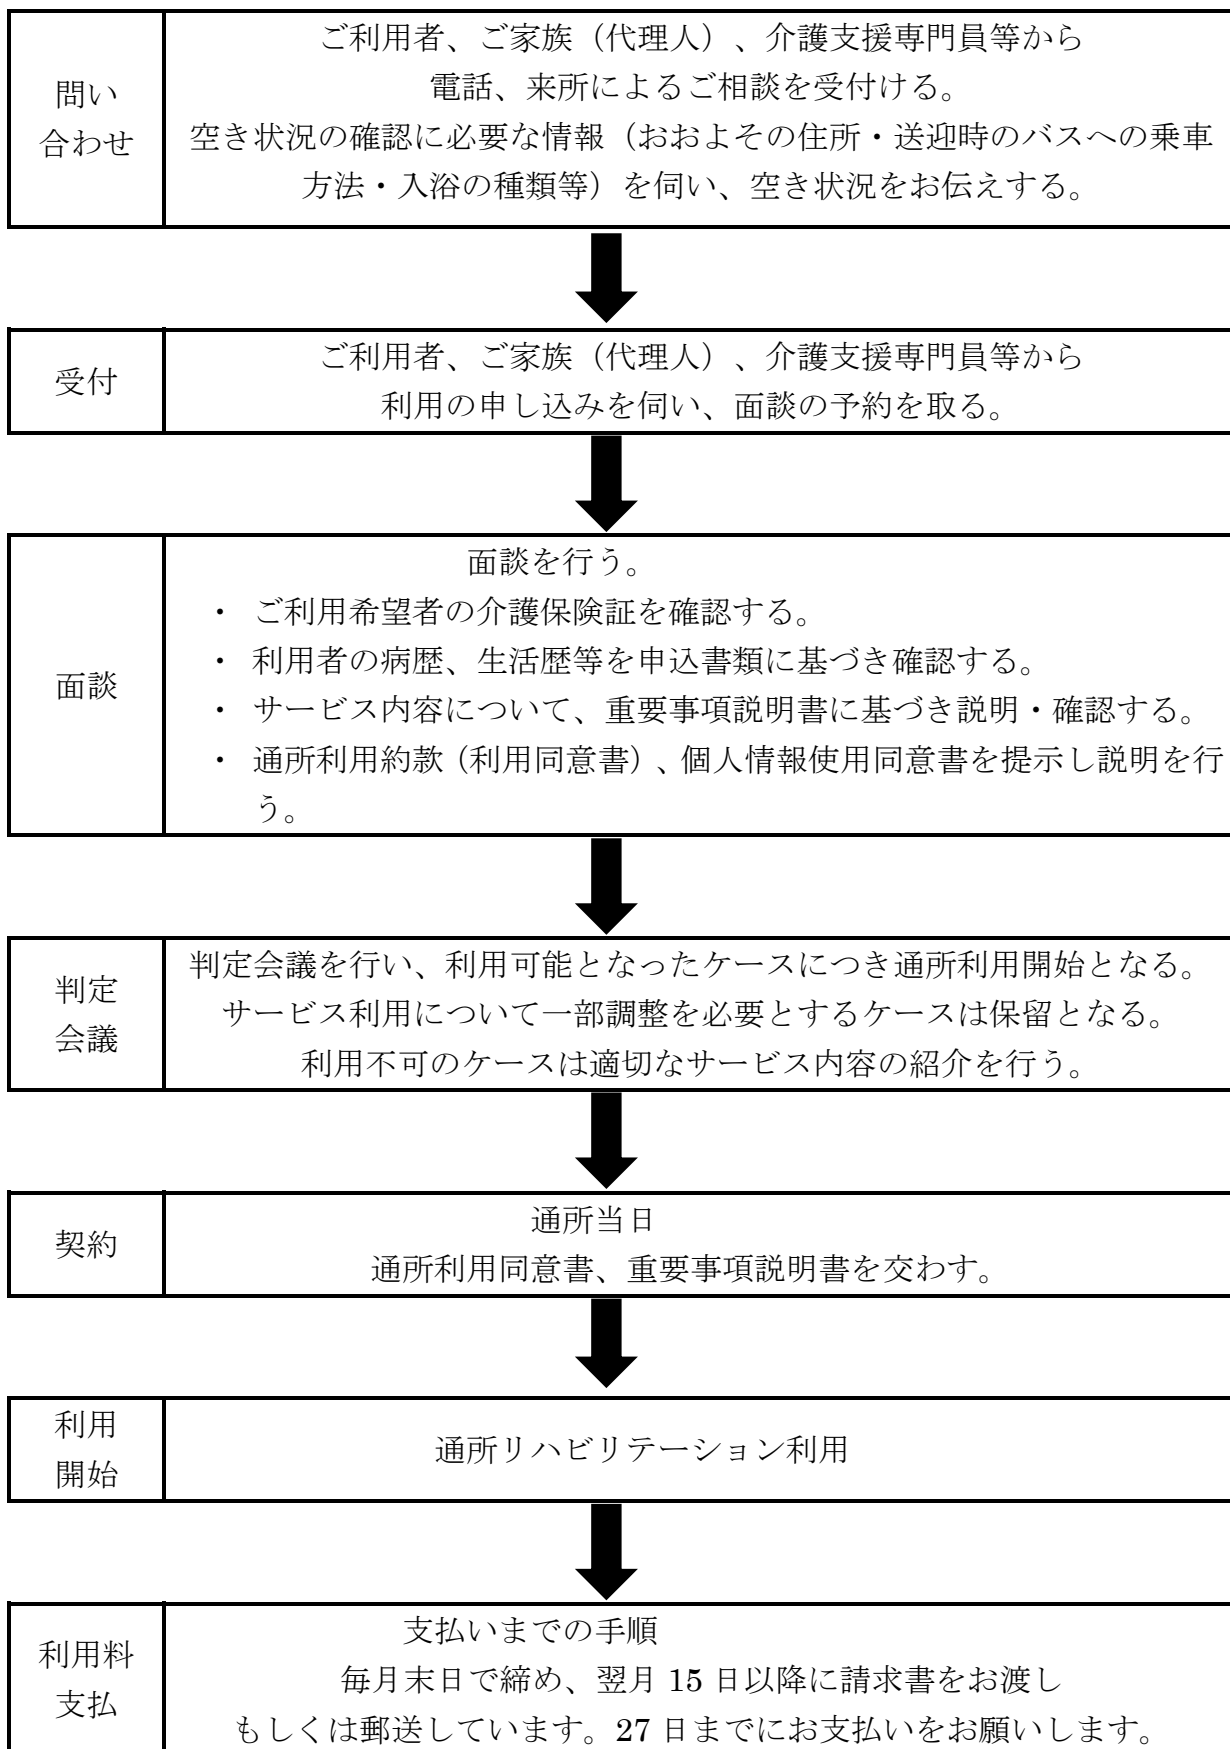 問い
合わせ
ご利用者、ご家族（代理人）、介護支援専門員等から
電話、来所によるご相談を受付ける。
空き状況の確認に必要な情報（おおよその住所・送迎時のバスへの乗車
方法・入浴の種類等）を伺い、空き状況をお伝えする。
受付
ご利用者、ご家族（代理人）、介護支援専門員等から
利用の申し込みを伺い、面談の予約を取る。
面談
面談を行う。
・ ご利用希望者の介護保険証を確認する。
・ 利用者の病歴、生活歴等を申込書類に基づき確認する。
・ サービス内容について、重要事項説明書に基づき説明・確認する。
・ 通所利用約款（利用同意書）、個人情報使用同意書を提示し説明を行
う。
判定
会議
判定会議を行い、利用可能となったケースにつき通所利用開始となる。
サービス利用について一部調整を必要とするケースは保留となる。
利用不可のケースは適切なサービス内容の紹介を行う。
契約
通所当日
通所利用同意書、重要事項説明書を交わす。
利用
開始
通所リハビリテーション利用
利用料
支払
支払いまでの手順
毎月末日で締め、翌月 15 日以降に請求書をお渡し
もしくは郵送しています。27 日までにお支払いをお願いします。